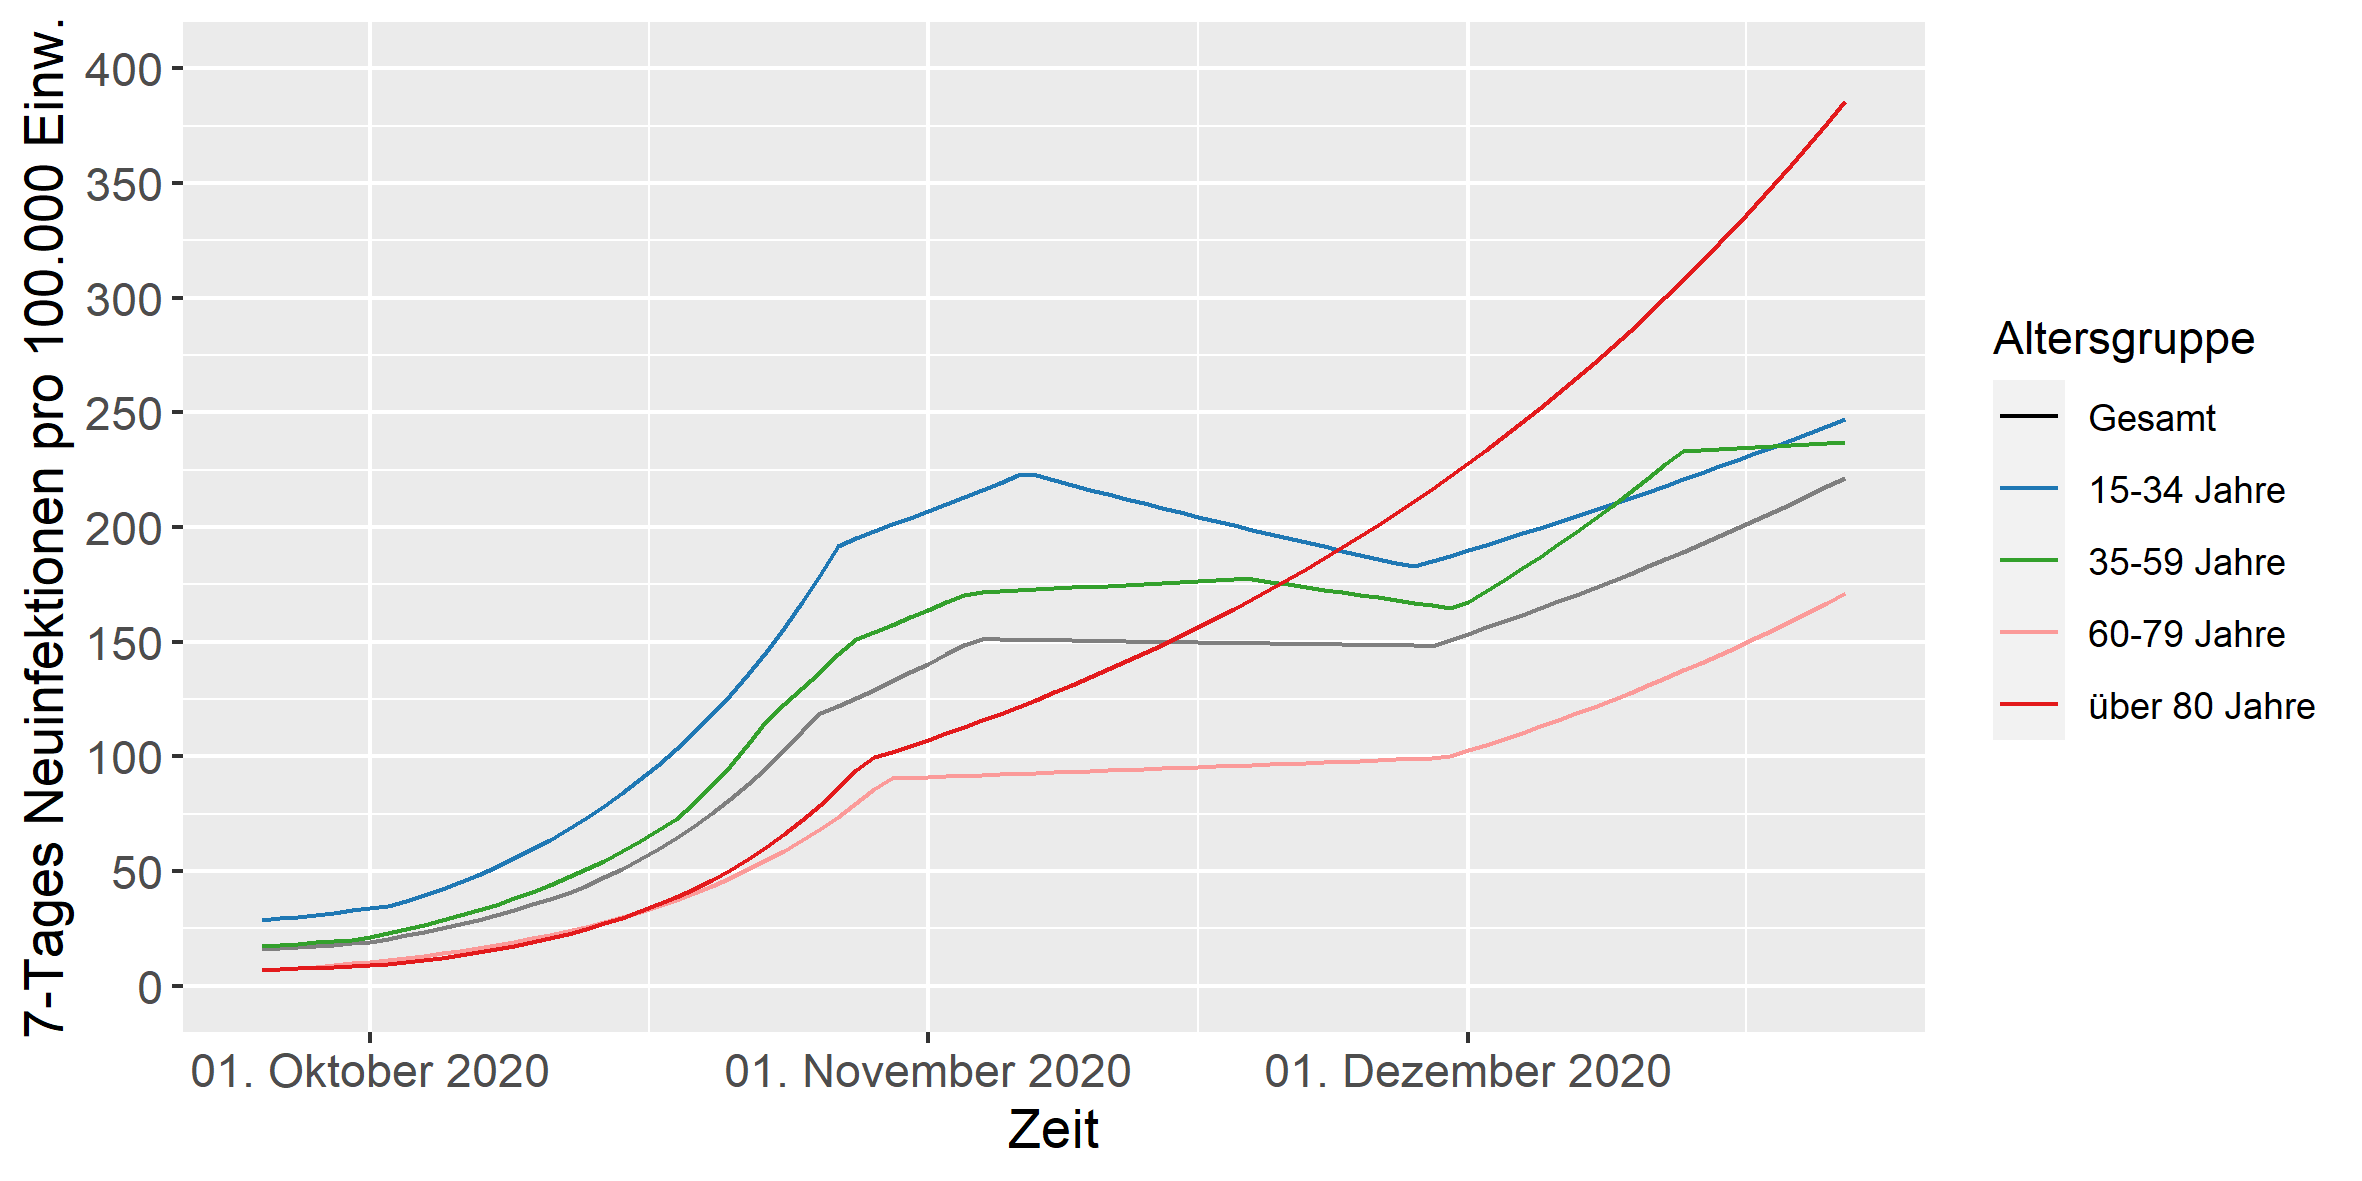 7-Tages Neuinfektionen pro 100.000 Einw.
400
350
300
250
200
150
100
50
0
01. Oktober 2020
01. November 2020
01. Dezember 2020
Zeit
Altersgruppe
Gesamt
15-34 Jahre
35-59 Jahre
60-79 Jahre
über 80 Jahre